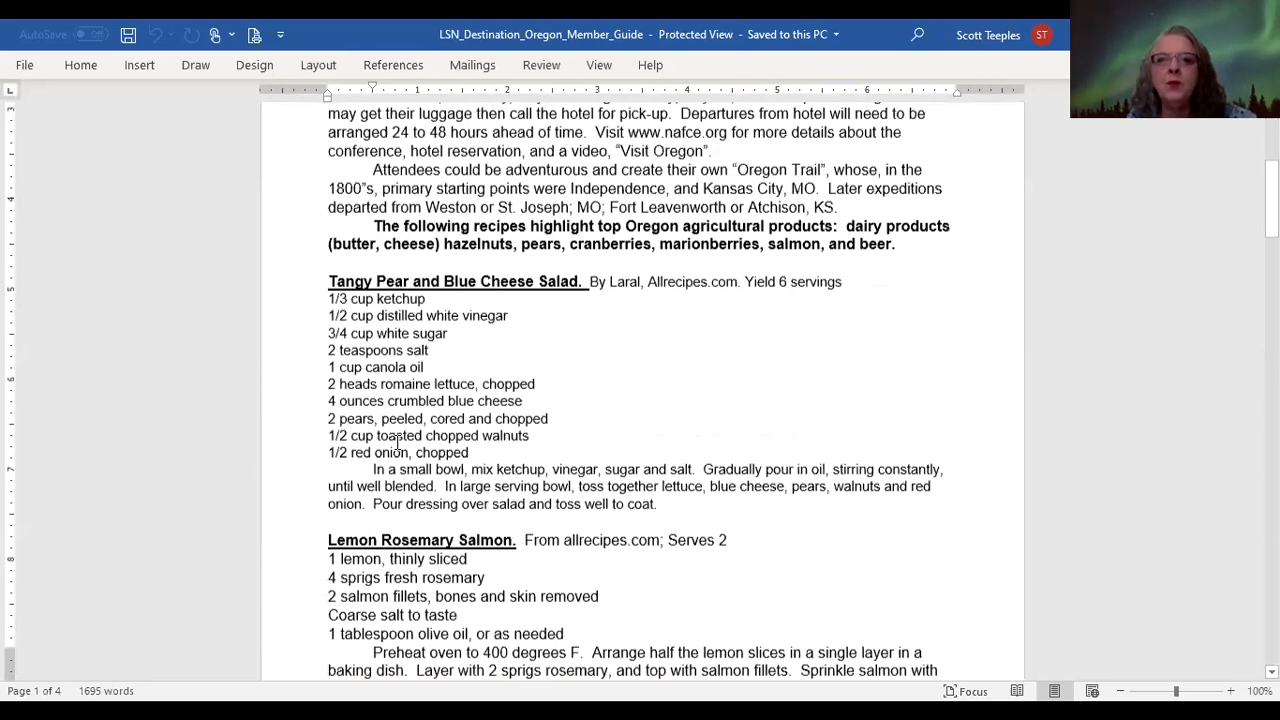 AutoSave Off
LSN_Destination_Oregon_Member_Guide - Protected View - Saved to this PC
Scott Teeples ST
File Home Insert Draw Design Layout References Mailings Review View Help
1 2 3 4 5 6
3
4
5
6
7
8
may get their luggage then call the hotel for pick-up. Departures from hotel will need to be
arranged 24 to 48 hours ahead of time. Visit www.nafce.org for more details about the
conference, hotel reservation, and a video, “Visit Oregon”.
Attendees could be adventurous and create their own “Oregon Trail”, whose, in the
1800”s, primary starting points were Independence, and Kansas City, MO. Later expeditions
departed from Weston or St. Joseph; MO; Fort Leavenworth or Atchison, KS.
The following recipes highlight top Oregon agricultural products: dairy products
(butter, cheese) hazelnuts, pears, cranberries, marionberries, salmon, and beer.
Tangy Pear and Blue Cheese Salad. By Laral, Allrecipes.com. Yield 6 servings
1/3 cup ketchup
1/2 cup distilled white vinegar
3/4 cup white sugar
2 teaspoons salt
1 cup canola oil
2 heads romaine lettuce, chopped
4 ounces crumbled blue cheese
2 pears, peeled, cored and chopped
1/2 cup toasted chopped walnuts
1/2 red onion, chopped
In a small bowl, mix ketchup, vinegar, sugar and salt. Gradually pour in oil, stirring constantly,
until well blended. In large serving bowl, toss together lettuce, blue cheese, pears, walnuts and red
onion. Pour dressing over salad and toss well to coat.
Lemon Rosemary Salmon. From allrecipes.com; Serves 2
1 lemon, thinly sliced
4 sprigs fresh rosemary
2 salmon fillets, bones and skin removed
Coarse salt to taste
1 tablespoon olive oil, or as needed
Preheat oven to 400 degrees F. Arrange half the lemon slices in a single layer in a
baking dish. Layer with 2 sprigs rosemary, and top with salmon fillets. Sprinkle salmon with
Page 1 of 4 1695 words Focus 100%